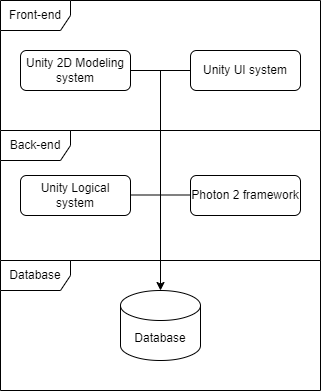 Front-end
Unity 2D Modeling
system
Unity UI system
Back-end
Unity Logical
system
Photon 2 framework
Database
Database